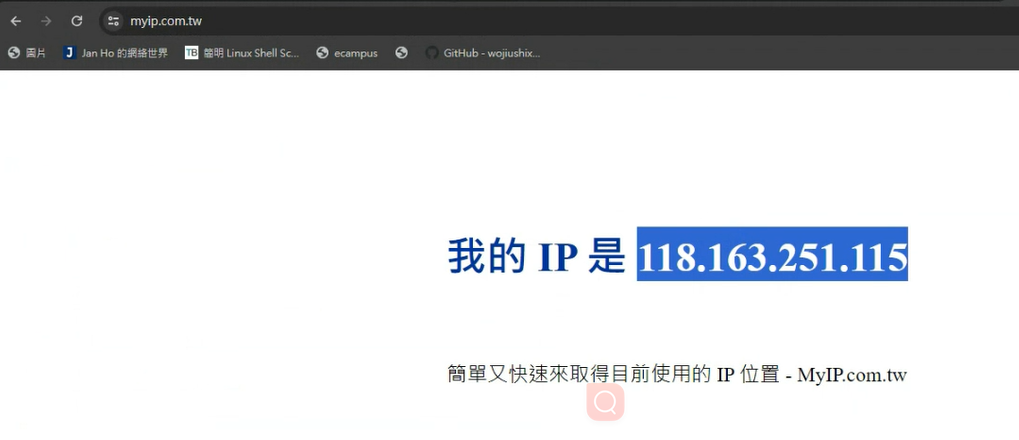 myip.com.tw
圖片 Jan Ho 的網絡世界 TB 簡明 Linux Shell Sc... ecampus GitHub - wojiushix...
我的 IP 是 118.163.251.115
簡單又快速來取得目前使用的 IP 位置 - MyIP.com.tw